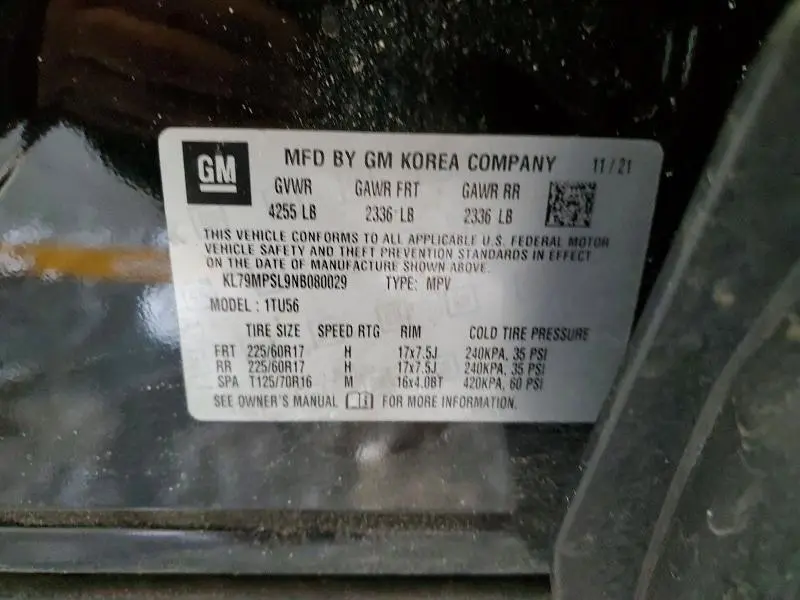 GM MFD BY GM KOREA COMPANY 11/21
GVWR GAWR FRT GAWR RR
4255 LB 2336 LB 2336 LB
THIS VEHICLE CONFORMS TO ALL APPLICABLE U.S. FEDERAL MOTOR
VEHICLE SAFETY AND THEFT PREVENTION STANDARDS IN EFFECT
ON THE DATE OF MANUFACTURE SHOWN ABOVE.
KL79MPSL9NB080029 TYPE: MPV
MODEL : 1TU56
TIRE SIZE SPEED RTG RIM COLD TIRE PRESSURE
FRT 225/60R17 H 17x7.5J 240KPA, 35 PSI
RR 225/60R17 H 17x7.5J 240KPA, 35 PSI
SPA T125/70R16 M 16x4.0BT 420KPA, 60 PSI
SEE OWNER'S MANUAL FOR MORE INFORMATION.